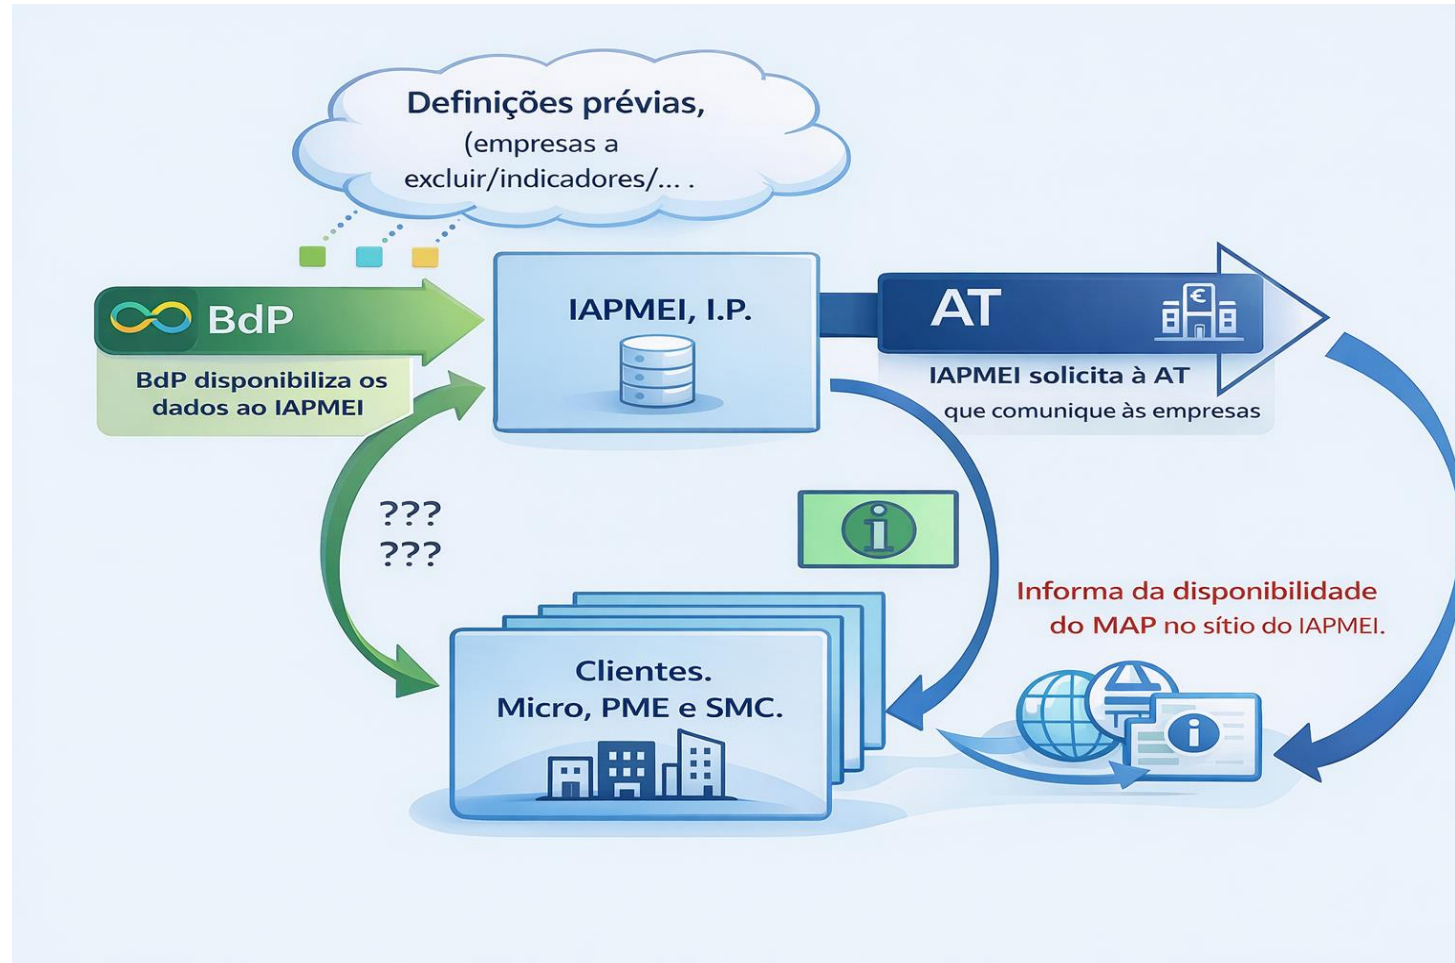 Definições prévias,
(empresas a
excluir/indicadores/... .
BdP
BdP disponibiliza os
dados ao IAPMEI
IAPMEI, I.P.
AT
€
IAPMEI solicita à AT
que comunique às empresas
???
???
i
Informa da disponibilidade
do MAP no sítio do IAPMEI.
Clientes.
Micro, PME e SMC.
i